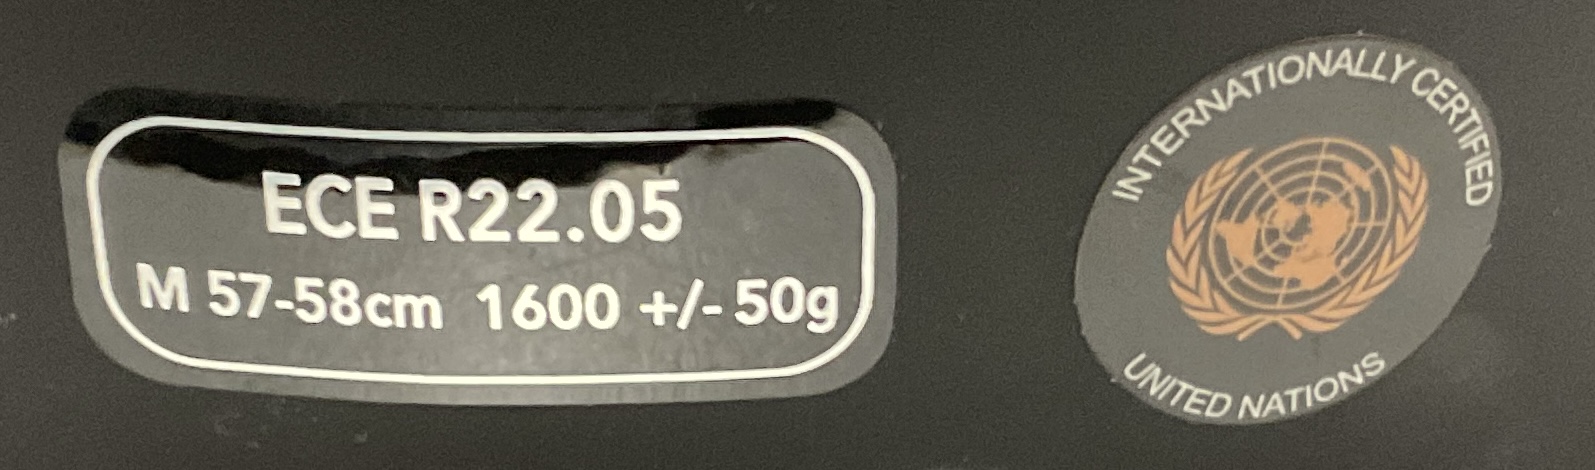 ECE R22.05
M 57-58cm 1600 +/- 50g
INTERNATIONALLY CERTIFIED
UNITED NATIONS